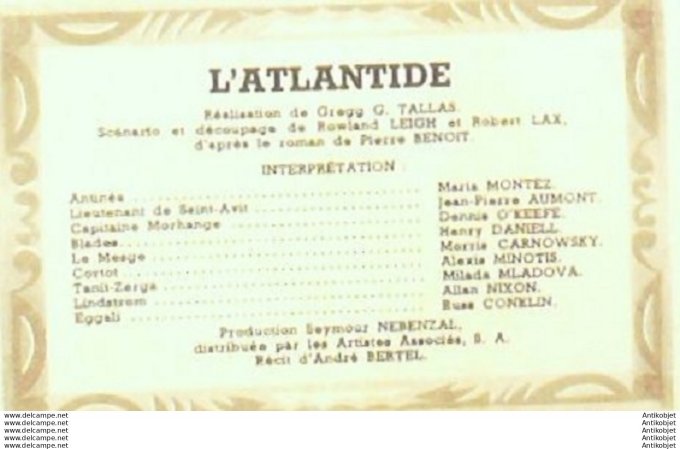 L'ATLANTIDE
Réalisation de Gregg G. TALLAS.
Scénario et découpage de Rowland LEIGH et Robert LAX,
d'après le roman de Pierre BENOIT.
INTERPRÉTATION :
Antinéa ........ Maria MONTEZ.
Lieutenant de Saint-Avit ........ Jean-Pierre AUMONT.
Capitaine Morhange ........ Dennis O'KEEFE.
Blades ........ Henry DANIELL.
Le Mesge ........ Morris CARNOWSKY.
Cortot ........ Alexis MINOTIS.
Tanit-Zerga ........ Milada MLADOVA.
Lindstrom ........ Allan NIXON.
Eggali ........ Russ CONKLIN.
Production Seymour NEBENZAL,
distribuée par les Artistes Associés, S. A.
Récit d'André BERTEL.
www.delcampe.net Antikobjet
www.delcampe.net Antikobjet
www.delcampe.net Antikobjet
www.delcampe.net Antikobjet
www.delcampe.net Antikobjet